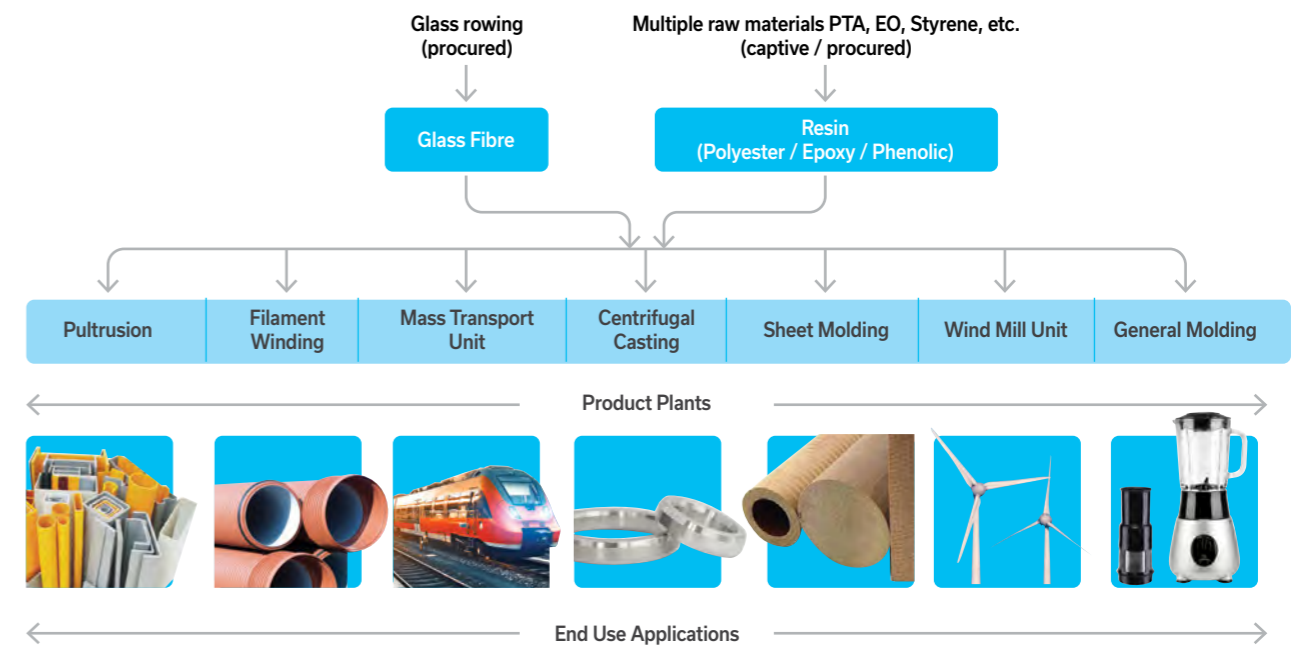 Glass rowing
(procured)
Multiple raw materials PTA, EO, Styrene, etc.
(captive / procured)
Glass Fibre
Resin
(Polyester / Epoxy / Phenolic)
Pultrusion
Filament
Winding
Mass Transport
Unit
Centrifugal
Casting
Sheet Molding
Wind Mill Unit
General Molding
Product Plants
End Use Applications